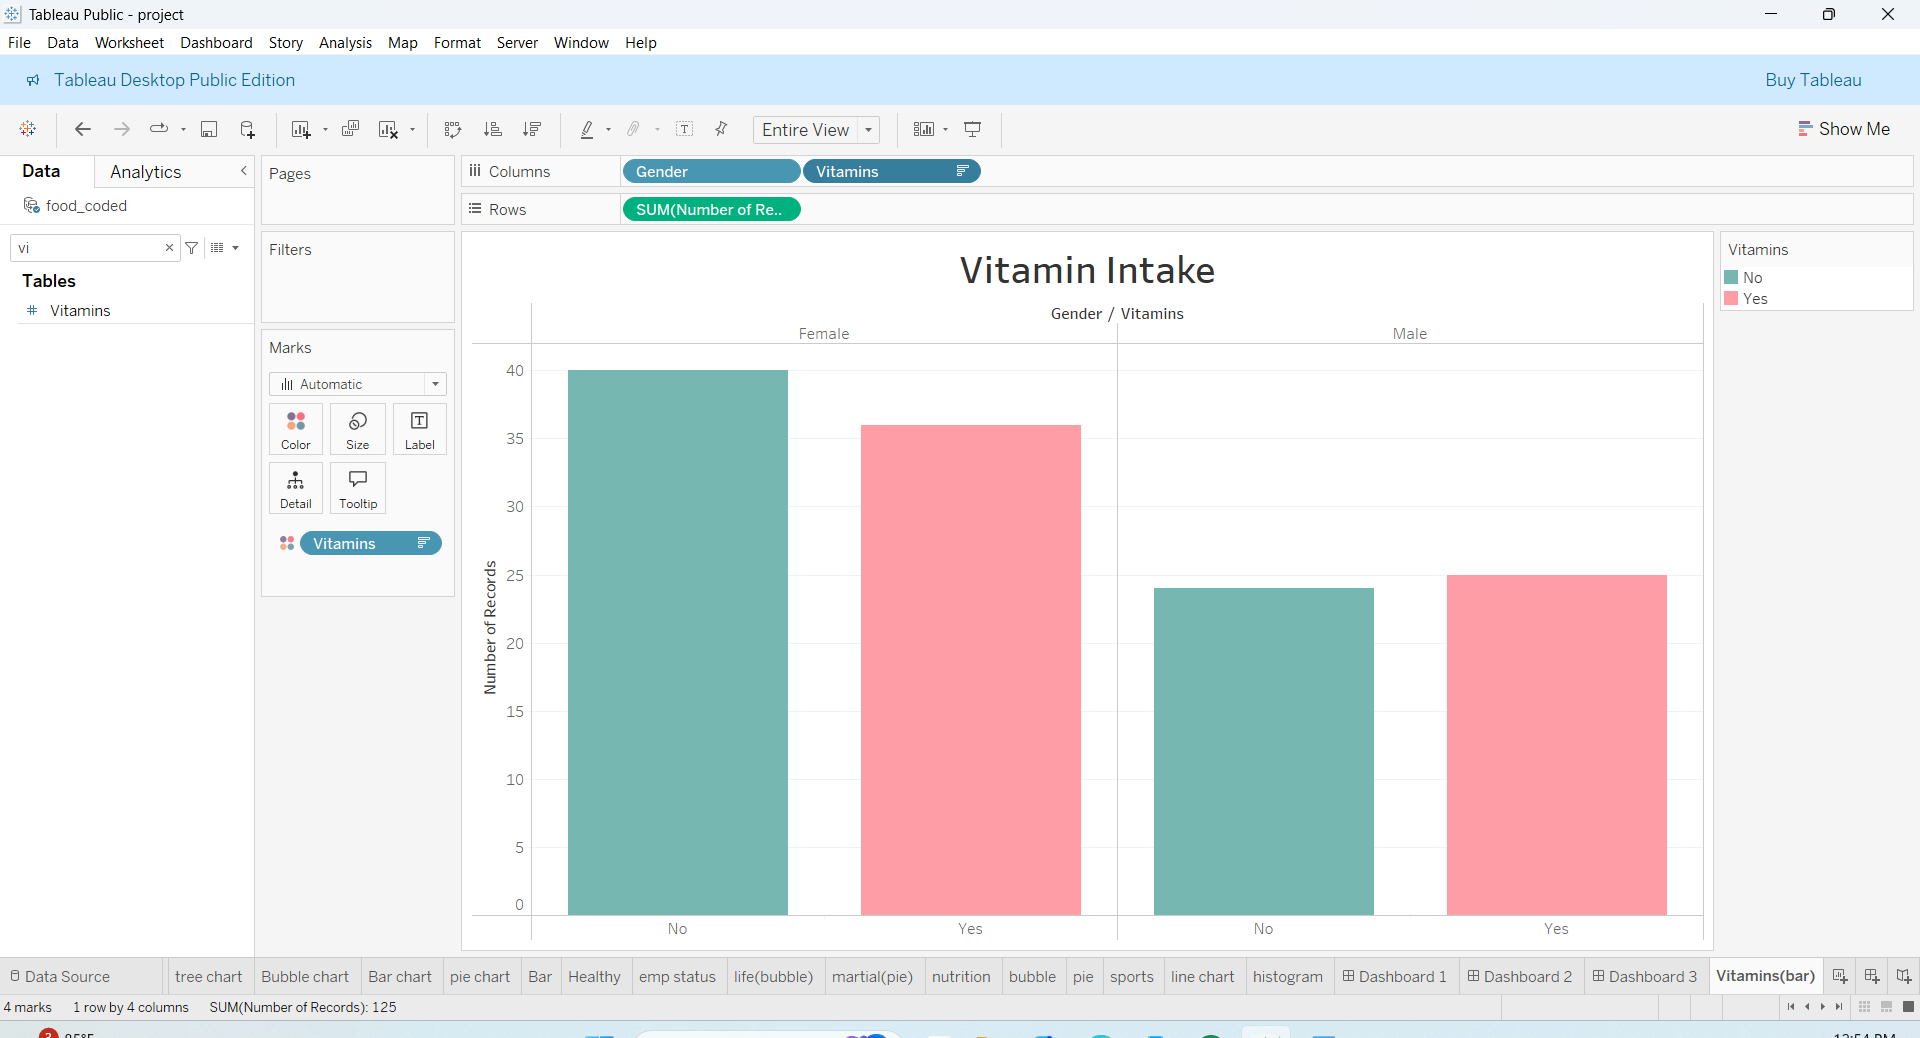 Tableau Public - project
File Data Worksheet Dashboard Story Analysis Map Format Server Window Help
Tableau Desktop Public Edition
Buy Tableau
Entire View
Show Me
Data
Analytics
food_coded
vi
Tables
Vitamins
Pages
Filters
Marks
Automatic
Color
Size
Label
Detail
Tooltip
Vitamins
Columns
Gender
Vitamins
Rows
SUM(Number of Re..
Vitamin Intake
Gender / Vitamins
Female
Male
Number of Records
40
35
30
25
20
15
10
5
0
No
Yes
No
Yes
Vitamins
No
Yes
Data Source
tree chart
Bubble chart
Bar chart
pie chart
Bar
Healthy
emp status
life(bubble)
martial(pie)
nutrition
bubble
pie
sports
line chart
histogram
Dashboard 1
Dashboard 2
Dashboard 3
Vitamins(bar)
4 marks 1 row by 4 columns SUM(Number of Records): 125